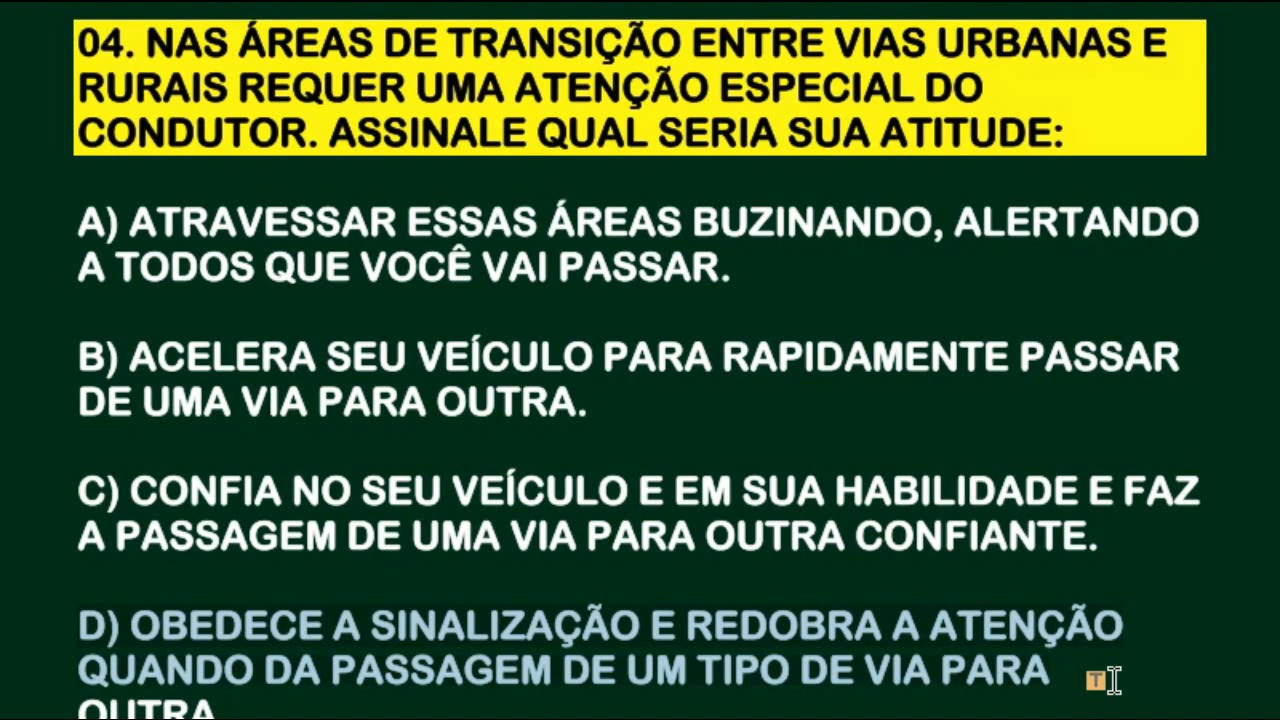 04. NAS ÁREAS DE TRANSIÇÃO ENTRE VIAS URBANAS E
RURAIS REQUER UMA ATENÇÃO ESPECIAL DO
CONDUTOR. ASSINALE QUAL SERIA SUA ATITUDE:
A) ATRAVESSAR ESSAS ÁREAS BUZINANDO, ALERTANDO
A TODOS QUE VOCÊ VAI PASSAR.
B) ACELERA SEU VEÍCULO PARA RAPIDAMENTE PASSAR
DE UMA VIA PARA OUTRA.
C) CONFIA NO SEU VEÍCULO E EM SUA HABILIDADE E FAZ
A PASSAGEM DE UMA VIA PARA OUTRA CONFIANTE.
D) OBEDECE A SINALIZAÇÃO E REDOBRA A ATENÇÃO
QUANDO DA PASSAGEM DE UM TIPO DE VIA PARA
T
OUTRA